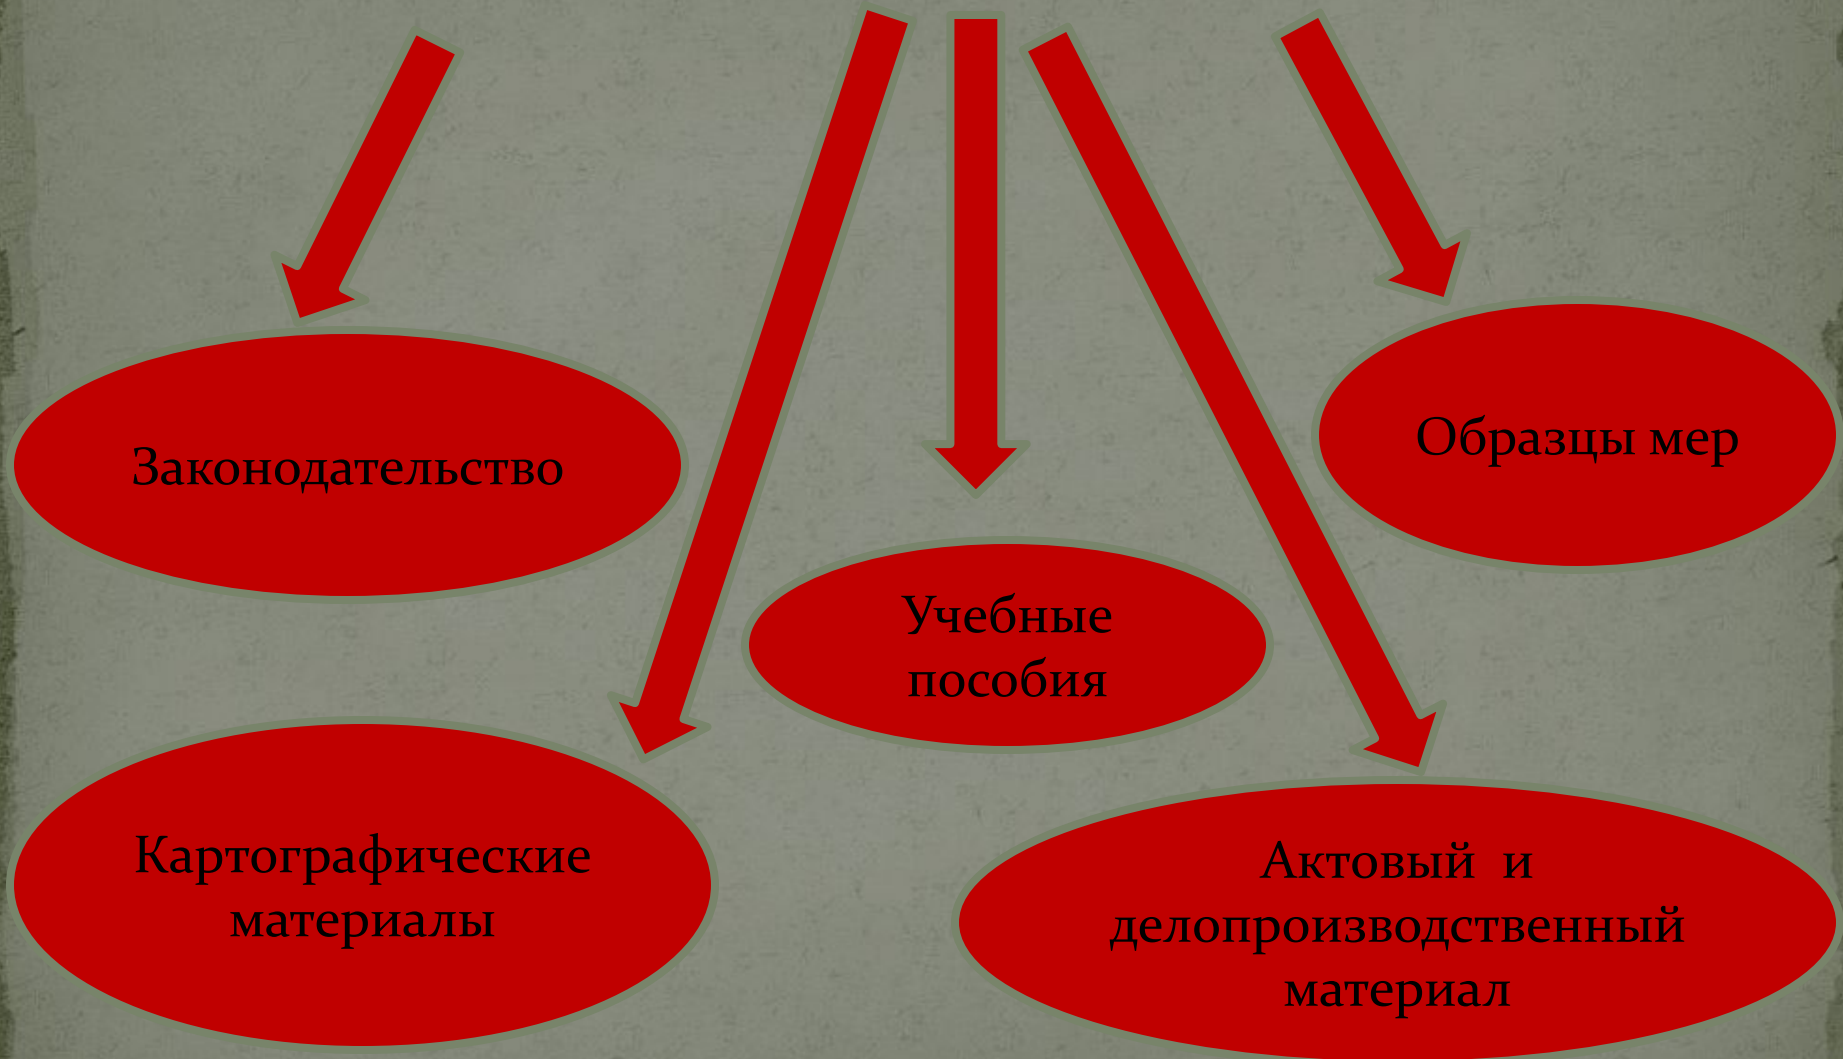 Законодательство
Образцы мер
Учебные
пособия
Картографические
материалы
Актовый и
делопроизводственный
материал